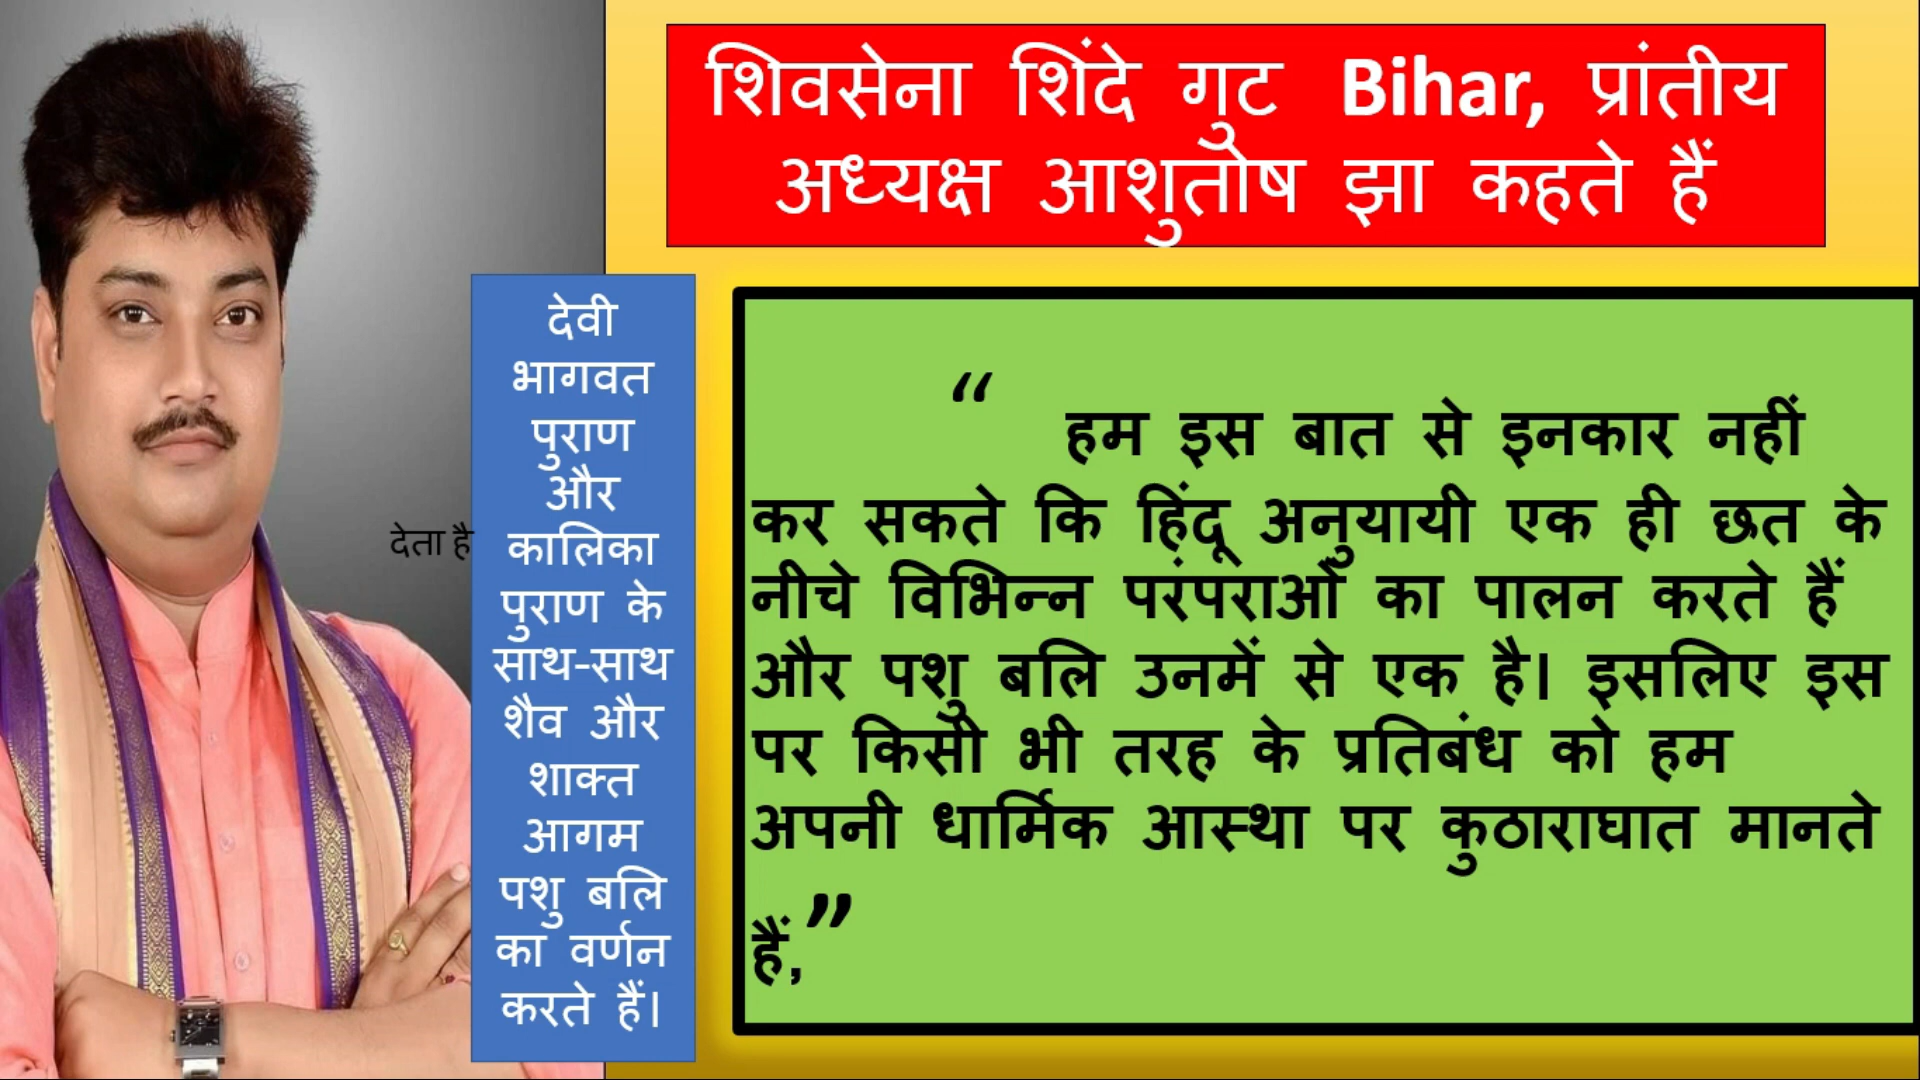 शिवसेना शिंदे गुट Bihar, प्रांतीय
अध्यक्ष आशुतोष झा कहते हैं
देवी
भागवत
पुराण
और
कालिका
पुराण के
साथ-साथ
शैव और
शाक्त
आगम
पशु बलि
का वर्णन
करते हैं।
देता है
“ हम इस बात से इनकार नहीं
कर सकते कि हिंदू अनुयायी एक ही छत के
नीचे विभिन्न परंपराओं का पालन करते हैं
और पशु बलि उनमें से एक है। इसलिए इस
पर किसी भी तरह के प्रतिबंध को हम
अपनी धार्मिक आस्था पर कुठाराघात मानते
हैं,”